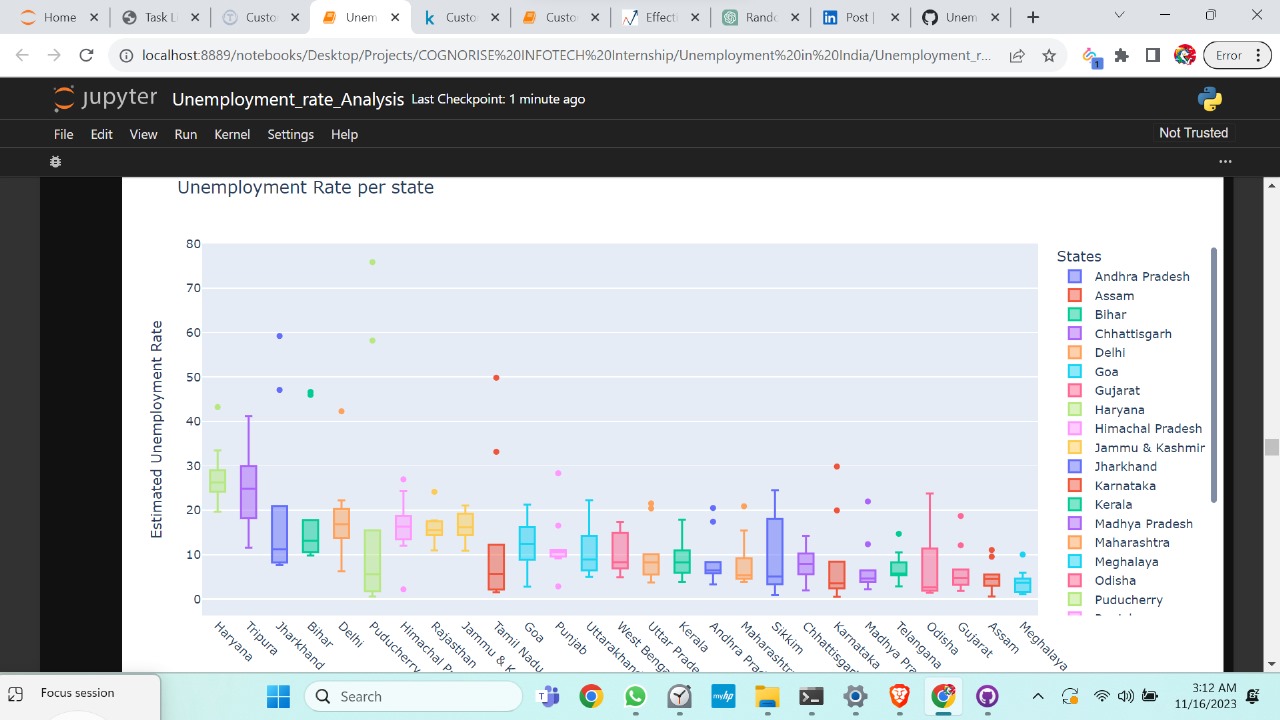 Home
Task Li
Custo
Unem
Custo
Custo
Effecti
Rando
Post |
Unem
localhost:8889/notebooks/Desktop/Projects/COGNORISE%20INFOTECH%20Internship/Unemployment%20in%20India/Unemployment_r...
1
Error
jupyter Unemployment_rate_Analysis Last Checkpoint: 1 minute ago
File Edit View Run Kernel Settings Help
Not Trusted
Unemployment Rate per state
Estimated Unemployment Rate
80
70
60
50
40
30
20
10
0
Haryana
Tripura
Jharkhand
Bihar
Delhi
Puducherry
Himachal P
Rajasthan
Jammu & K
Tamil Nadu
Goa
Punjab
Uttarakhan
West Beng
Uttar Prade
Kerala
Andhra Pra
Maharashtr
Sikkim
Chhattisgar
Karnataka
Madhya Pra
Telangana
Odisha
Gujarat
Assam
Meghalaya
States
Andhra Pradesh
Assam
Bihar
Chhattisgarh
Delhi
Goa
Gujarat
Haryana
Himachal Pradesh
Jammu & Kashmir
Jharkhand
Karnataka
Kerala
Madhya Pradesh
Maharashtra
Meghalaya
Odisha
Puducherry
Focus session
Search
myhp
3:12 AM
11/16/2023